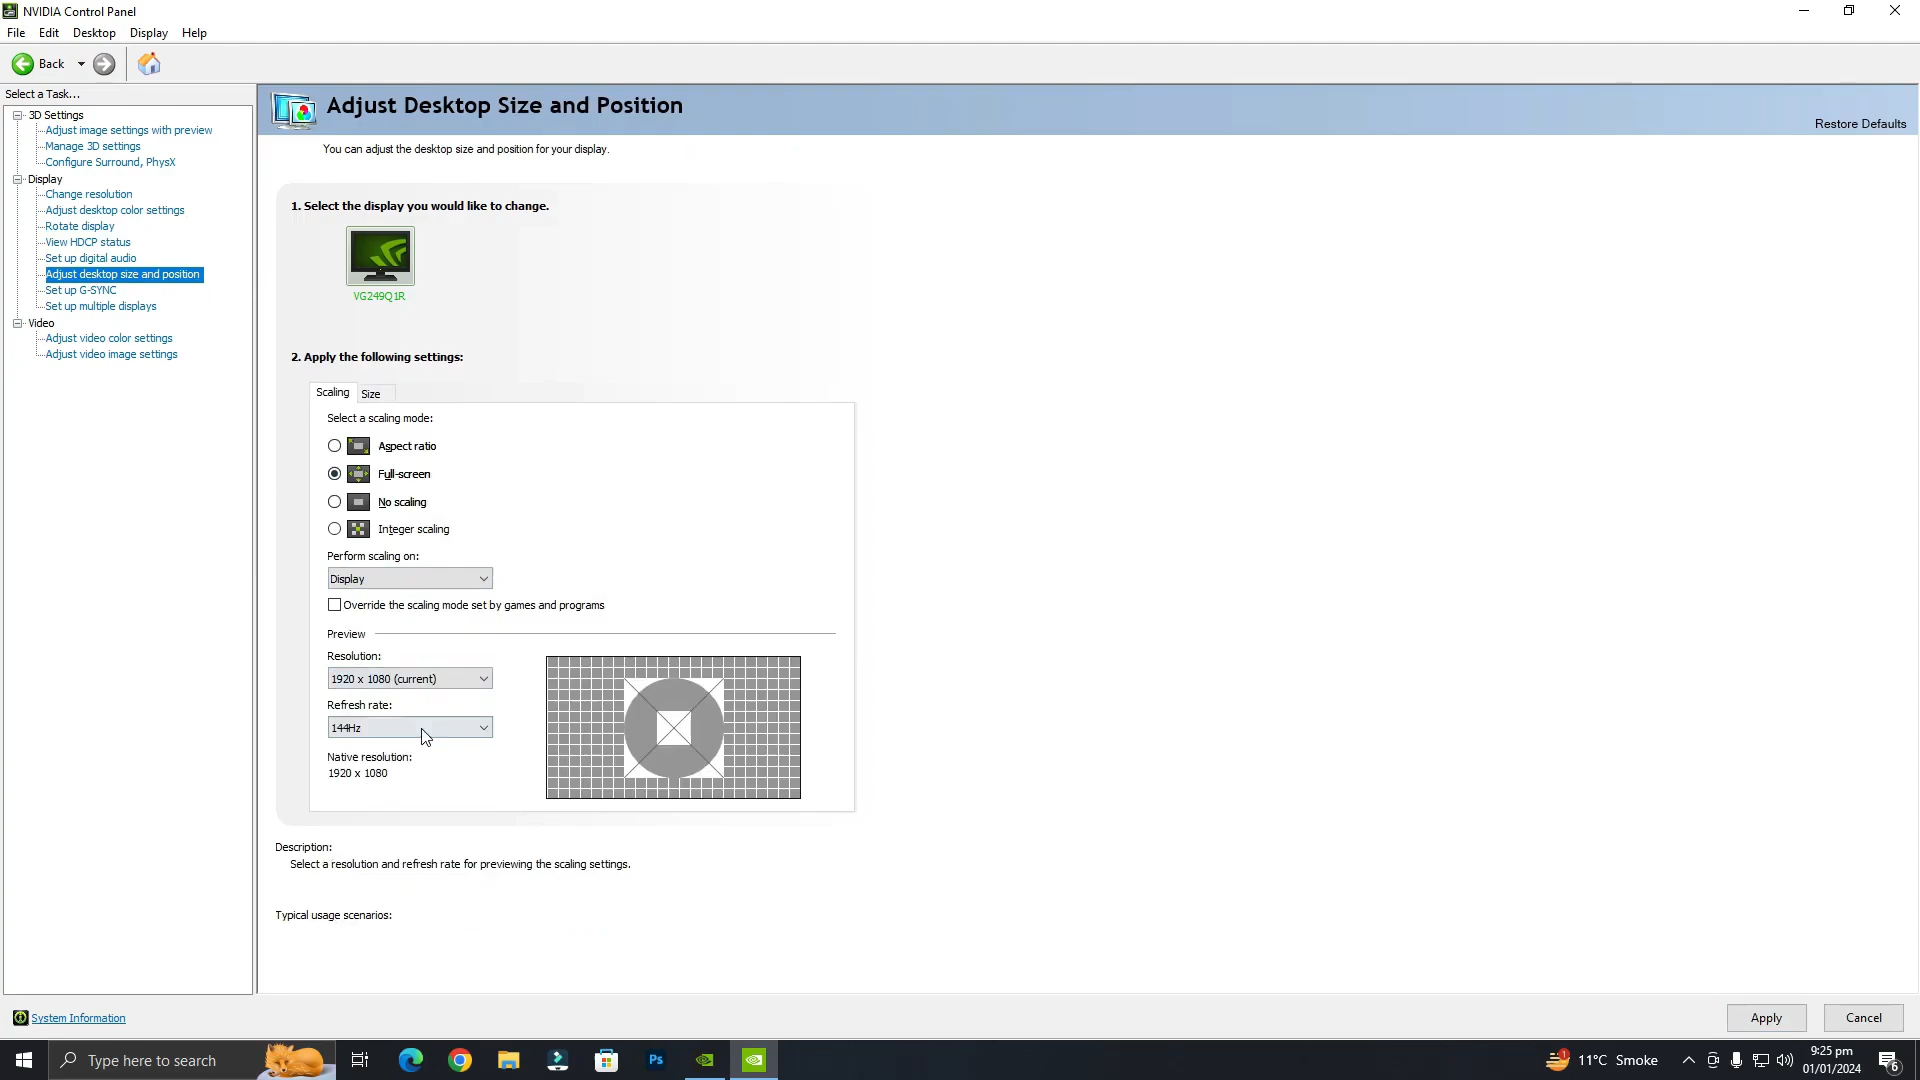 NVIDIA Control Panel
File Edit Desktop Display Help
Back
Select a Task...
3D Settings
Adjust image settings with preview
Manage 3D settings
Configure Surround, PhysX
Display
Change resolution
Adjust desktop color settings
Rotate display
View HDCP status
Set up digital audio
Adjust desktop size and position
Set up G-SYNC
Set up multiple displays
Video
Adjust video color settings
Adjust video image settings
System Information
Adjust Desktop Size and Position
Restore Defaults
You can adjust the desktop size and position for your display.
1. Select the display you would like to change.
VG249Q1R
2. Apply the following settings:
Scaling Size
Select a scaling mode:
Aspect ratio
Full-screen
No scaling
Integer scaling
Perform scaling on:
Display
Override the scaling mode set by games and programs
Preview
Resolution:
1920 x 1080 (current)
Refresh rate:
144Hz
Native resolution:
1920 x 1080
Description:
Select a resolution and refresh rate for previewing the scaling settings.
Typical usage scenarios:
Apply Cancel
Type here to search
Ps
1
11°C Smoke
9:25 pm
01/01/2024
6